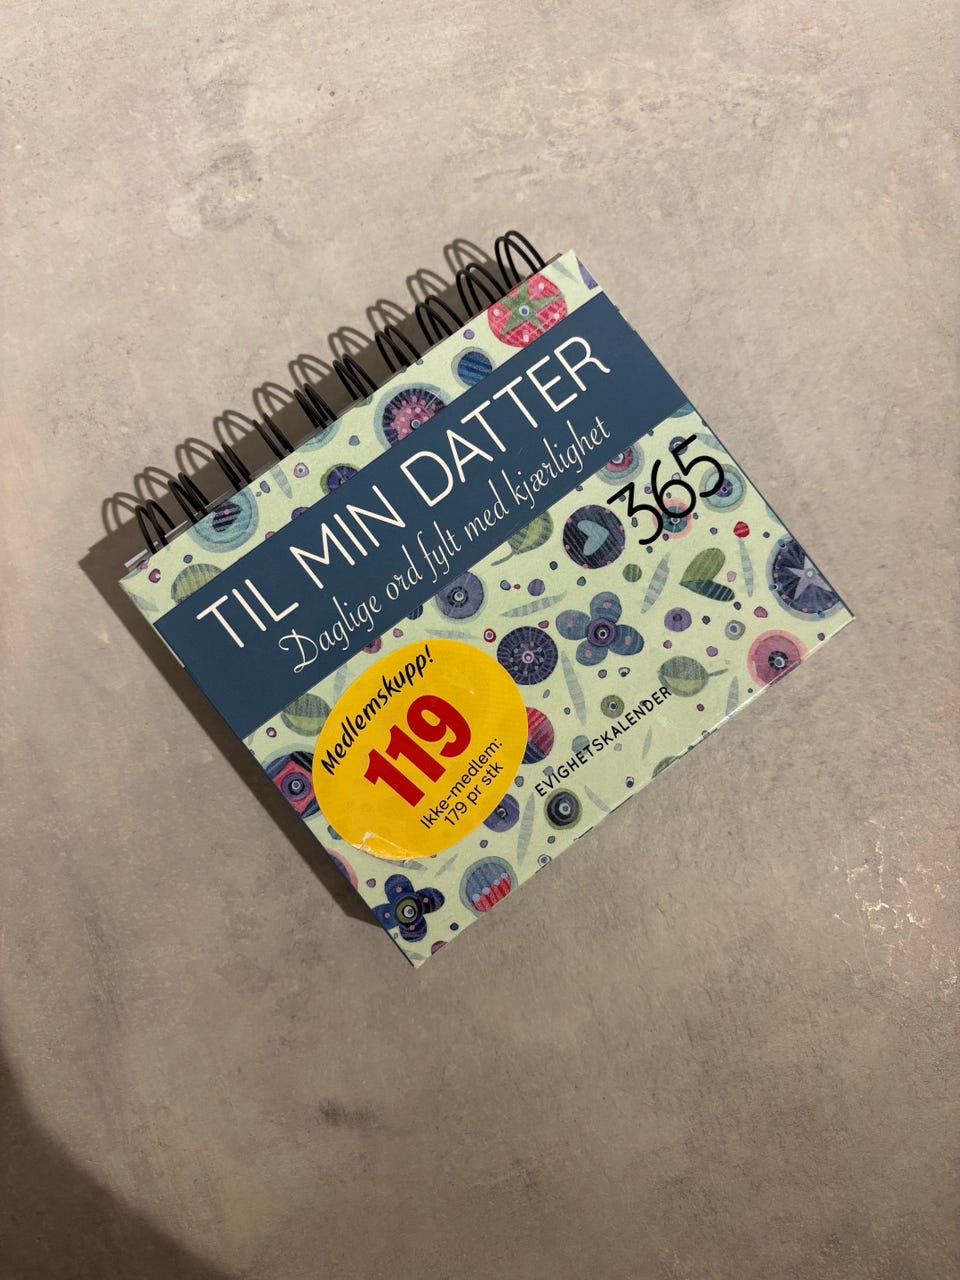 TIL MIN DATTER
Daglige ord fylt med kjærlighet
365
Medlemskupp!
119
Ikke-medlem:
179 pr stk
EVIGHETSKALENDER